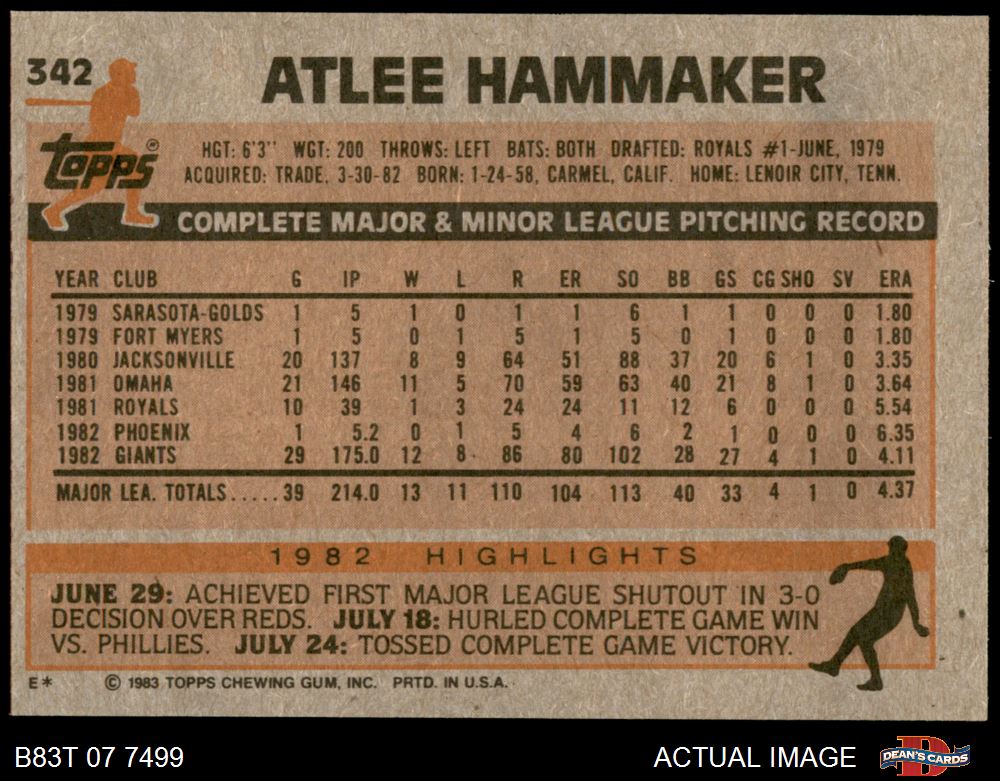 342
ATLEE HAMMAKER
topps®
HGT: 6'3'' WGT: 200 THROWS: LEFT BATS: BOTH DRAFTED: ROYALS #1-JUNE, 1979
ACQUIRED: TRADE, 3-30-82 BORN: 1-24-58, CARMEL, CALIF. HOME: LENOIR CITY, TENN.
COMPLETE MAJOR & MINOR LEAGUE PITCHING RECORD
YEAR CLUB G IP W L R ER SO BB GS CG SHO SV ERA
1979 SARASOTA-GOLDS 1 5 1 0 1 1 6 1 1 0 0 0 1.80
1979 FORT MYERS 1 5 0 1 5 1 5 0 1 0 0 0 1.80
1980 JACKSONVILLE 20 137 8 9 64 51 88 37 20 6 1 0 3.35
1981 OMAHA 21 146 11 5 70 59 63 40 21 8 1 0 3.64
1981 ROYALS 10 39 1 3 24 24 11 12 6 0 0 0 5.54
1982 PHOENIX 1 5.2 0 1 5 4 6 2 1 0 0 0 6.35
1982 GIANTS 29 175.0 12 8 86 80 102 28 27 4 1 0 4.11
MAJOR LEA. TOTALS.....39 214.0 13 11 110 104 113 40 33 4 1 0 4.37
1982 HIGHLIGHTS
JUNE 29: ACHIEVED FIRST MAJOR LEAGUE SHUTOUT IN 3-0
DECISION OVER REDS. JULY 18: HURLED COMPLETE GAME WIN
VS. PHILLIES. JULY 24: TOSSED COMPLETE GAME VICTORY.
E* © 1983 TOPPS CHEWING GUM, INC. PRTD. IN U.S.A.
B83T 07 7499 ACTUAL IMAGE DEAN'S CARDS